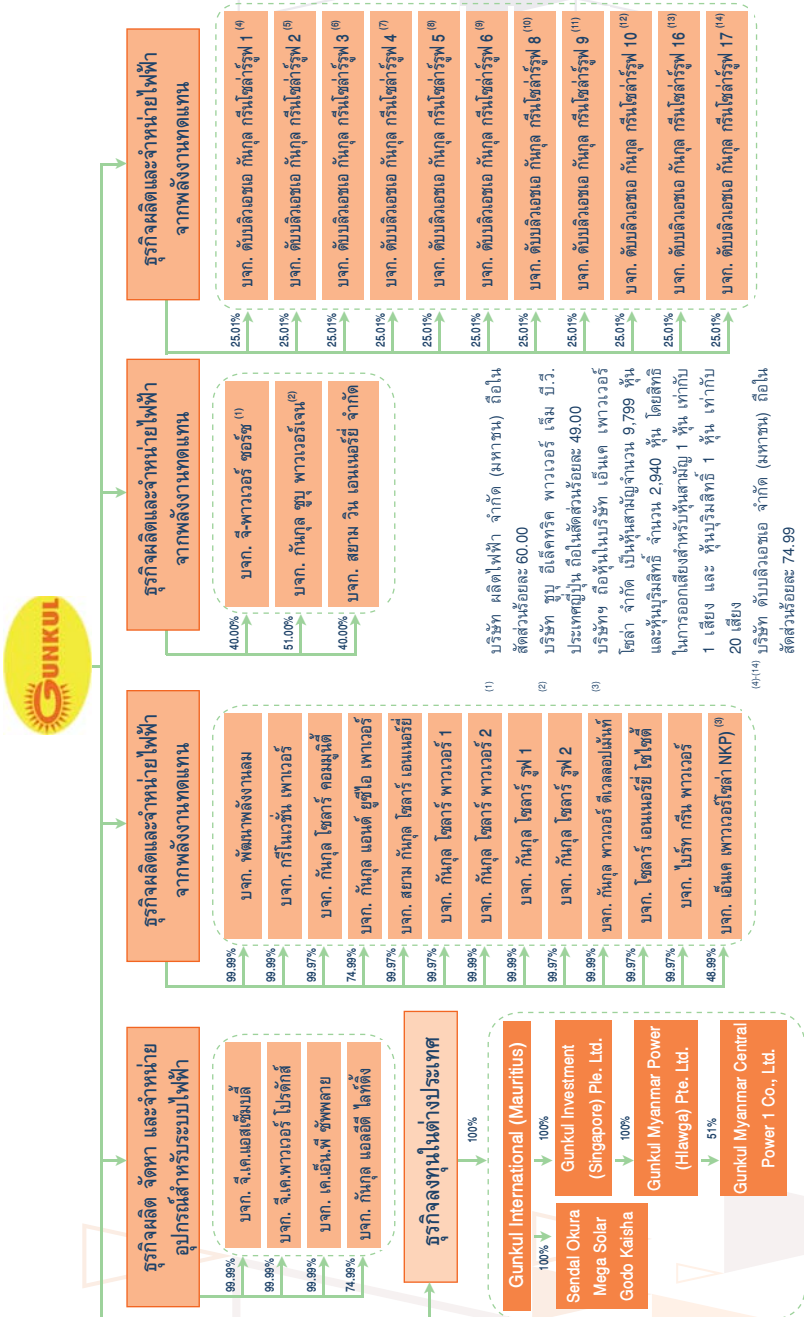 GUNKUL
ธุรกิจผลิต จัดหา และจำหน่าย
อุปกรณ์สำหรับระบบไฟฟ้า
99.99%
บจก. จี.เค.แอสเซ็มบลี้
99.99%
บจก. จี.เค.พาวเวอร์ โปรดักส์
99.99%
บจก. เค.เอ็น.พี ซัพพลาย
74.99%
บจก. กันกุล แอลอีดี ไลท์ติ้ง
ธุรกิจลงทุนในต่างประเทศ
100%
Gunkul International (Mauritius)
100%
Sendai Okura
Mega Solar
Godo Kaisha
100%
Gunkul Investment
(Singapore) Pte. Ltd.
100%
Gunkul Myanmar Power
(Hlawga) Pte. Ltd.
51%
Gunkul Myanmar Central
Power 1 Co., Ltd.
ธุรกิจผลิตและจำหน่ายไฟฟ้า
จากพลังงานทดแทน
99.99%
บจก. พัฒนาพลังงานลม
99.99%
บจก. กรีโนเวชั่น เพาเวอร์
99.97%
บจก. กันกุล โซลาร์ คอมมูนิตี้
74.99%
บจก. กันกุล แอนด์ ยูซีไอ เพาเวอร์
99.97%
บจก. สยาม กันกุล โซลาร์ เอนเนอร์ยี่
99.97%
บจก. กันกุล โซลาร์ พาวเวอร์ 1
99.99%
บจก. กันกุล โซลาร์ พาวเวอร์ 2
99.99%
บจก. กันกุล โซลาร์ รูฟ 1
99.97%
บจก. กันกุล โซลาร์ รูฟ 2
99.99%
บจก. กันกุล พาวเวอร์ ดีเวลลอปเม้นท์
99.97%
บจก. โซลาร์ เอนเนอร์ยี่ โซไซตี้
99.97%
บจก. ไบร์ท กรีน พาวเวอร์
48.99%
บจก. เอ็นเค เพาเวอร์โซล่า NKP) (3)
ธุรกิจผลิตและจำหน่ายไฟฟ้า
จากพลังงานทดแทน
40.00%
บจก. จี-พาวเวอร์ ซอร์ซ (1)
51.00%
บจก. กันกุล ชูบุ พาวเวอร์เจน(2)
40.00%
บจก. สยาม วิน เอนเนอร์ยี่ จำกัด
ธุรกิจผลิตและจำหน่ายไฟฟ้า
จากพลังงานทดแทน
25.01%
บจก. ดับบลิวเอชเอ กันกุล กรีนโซล่าร์รูฟ 1 (4)
25.01%
บจก. ดับบลิวเอชเอ กันกุล กรีนโซล่าร์รูฟ 2 (5)
25.01%
บจก. ดับบลิวเอชเอ กันกุล กรีนโซล่าร์รูฟ 3 (6)
25.01%
บจก. ดับบลิวเอชเอ กันกุล กรีนโซล่าร์รูฟ 4 (7)
25.01%
บจก. ดับบลิวเอชเอ กันกุล กรีนโซล่าร์รูฟ 5 (8)
25.01%
บจก. ดับบลิวเอชเอ กันกุล กรีนโซล่าร์รูฟ 6 (9)
25.01%
บจก. ดับบลิวเอชเอ กันกุล กรีนโซล่าร์รูฟ 8 (10)
25.01%
บจก. ดับบลิวเอชเอ กันกุล กรีนโซล่าร์รูฟ 9 (11)
25.01%
บจก. ดับบลิวเอชเอ กันกุล กรีนโซล่าร์รูฟ 10 (12)
25.01%
บจก. ดับบลิวเอชเอ กันกุล กรีนโซล่าร์รูฟ 16 (13)
25.01%
บจก. ดับบลิวเอชเอ กันกุล กรีนโซล่าร์รูฟ 17 (14)
(1) บริษัท ผลิตไฟฟ้า จำกัด (มหาชน) ถือใน
สัดส่วนร้อยละ 60.00
(2) บริษัท ชูบุ อีเล็คทริค พาวเวอร์ เจ็ม บี.วี.
ประเทศญี่ปุ่น ถือในสัดส่วนร้อยละ 49.00
(3) บริษัทฯ ถือหุ้นในบริษัท เอ็นเค เพาเวอร์
โซล่า จำกัด เป็นหุ้นสามัญจำนวน 9,799 หุ้น
และหุ้นบุริมสิทธิ์ จำนวน 2,940 หุ้น โดยสิทธิ
ในการออกเสียงสำหรับหุ้นสามัญ 1 หุ้น เท่ากับ
1 เสียง และ หุ้นบุริมสิทธิ์ 1 หุ้น เท่ากับ
20 เสียง
(4)-(14) บริษัท ดับบลิวเอชเอ จำกัด (มหาชน) ถือใน
สัดส่วนร้อยละ 74.99